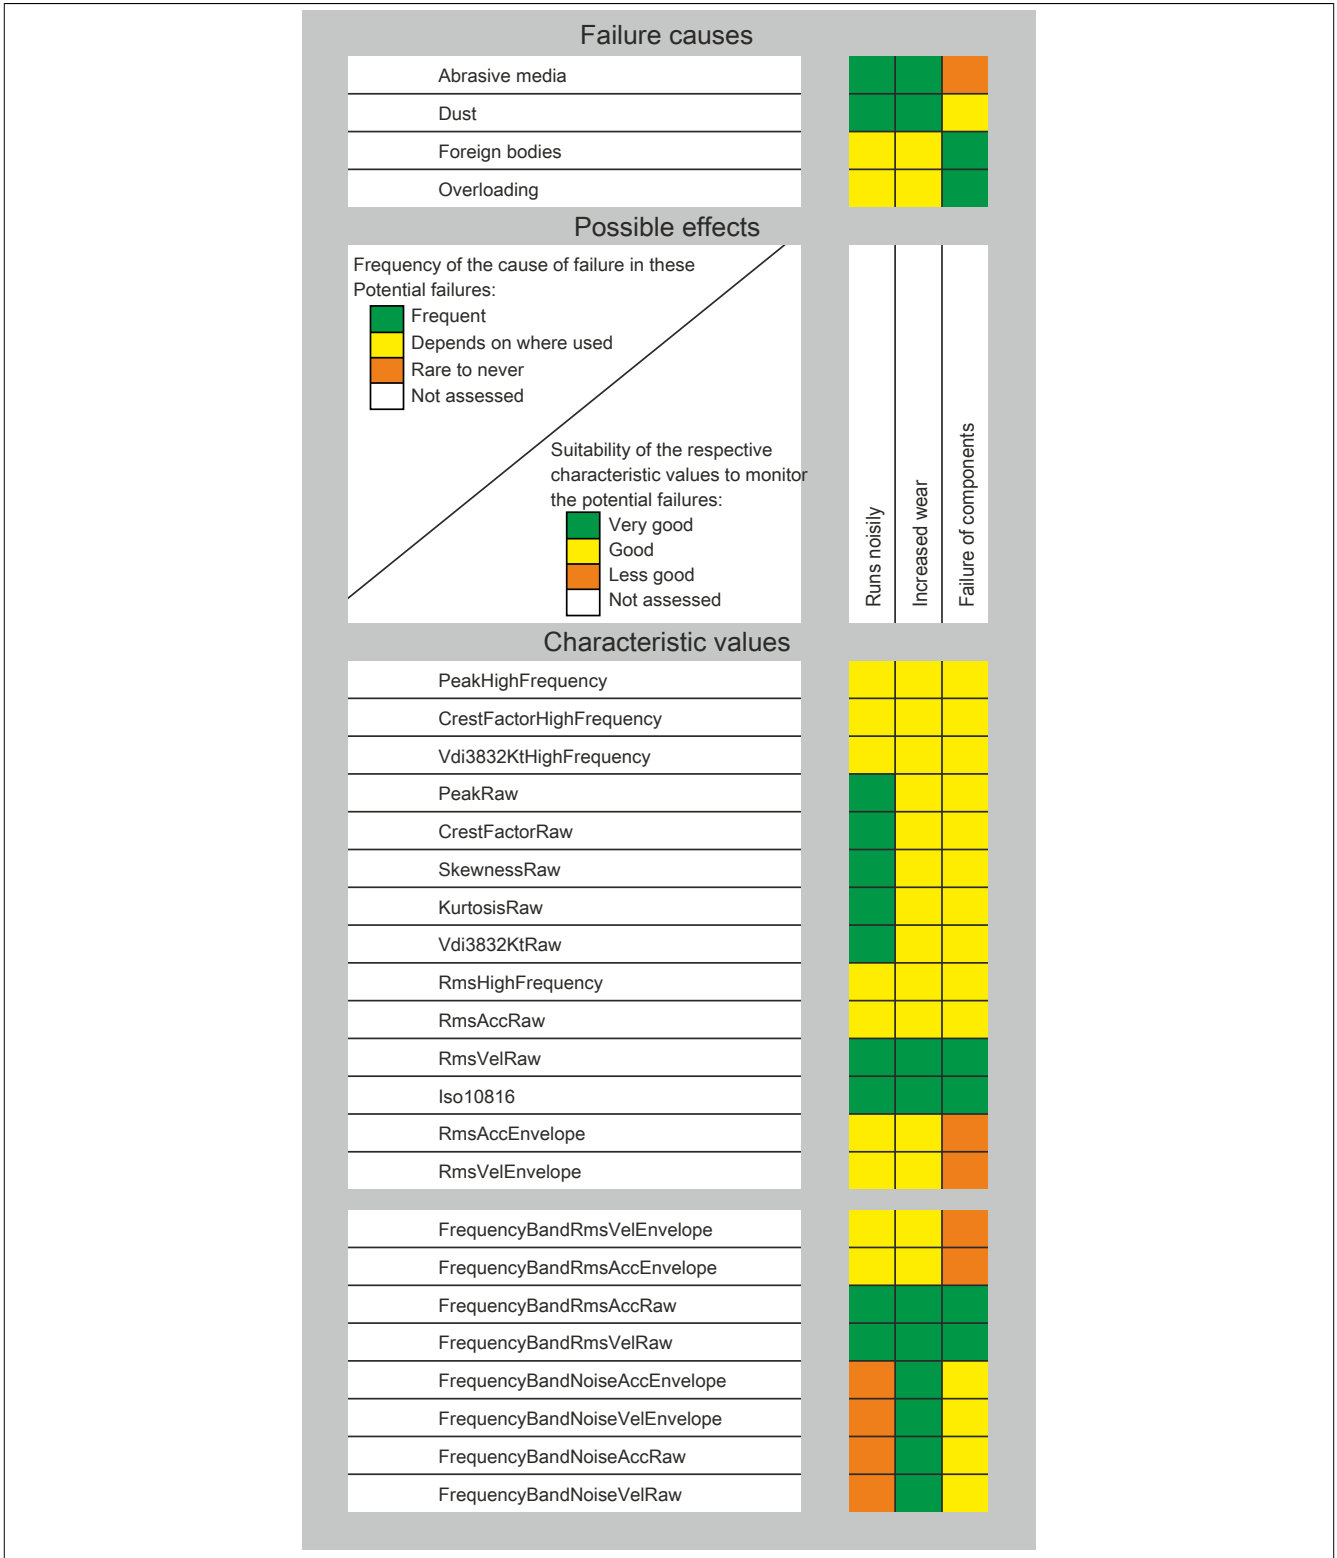 Failure causes
Abrasive media
Dust
Foreign bodies
Overloading
Possible effects
Frequency of the cause of failure in these
Potential failures:
Frequent
Depends on where used
Rare to never
Not assessed
Suitability of the respective
characteristic values to monitor
the potential failures:
Very good
Good
Less good
Not assessed
Runs noisily
Increased wear
Failure of components
Characteristic values
PeakHighFrequency
CrestFactorHighFrequency
Vdi3832KtHighFrequency
PeakRaw
CrestFactorRaw
SkewnessRaw
KurtosisRaw
Vdi3832KtRaw
RmsHighFrequency
RmsAccRaw
RmsVelRaw
Iso10816
RmsAccEnvelope
RmsVelEnvelope
FrequencyBandRmsVelEnvelope
FrequencyBandRmsAccEnvelope
FrequencyBandRmsAccRaw
FrequencyBandRmsVelRaw
FrequencyBandNoiseAccEnvelope
FrequencyBandNoiseVelEnvelope
FrequencyBandNoiseAccRaw
FrequencyBandNoiseVelRaw